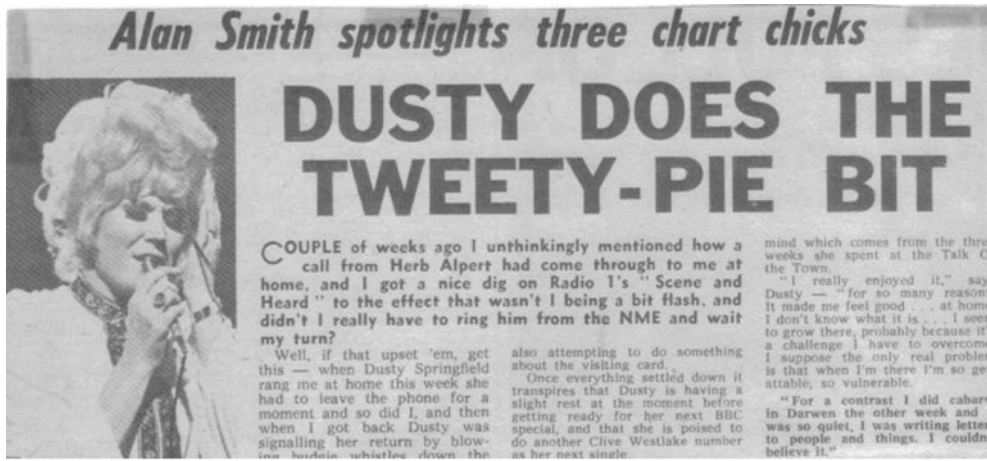 Alan Smith spotlights three chart chicks
DUSTY DOES THE
TWEETY-PIE BIT
COUPLE of weeks ago I unthinkingly mentioned how a
call from Herb Alpert had come through to me at
home, and I got a nice dig on Radio 1's " Scene and
Heard " to the effect that wasn't I being a bit flash, and
didn't I really have to ring him from the NME and wait
my turn?
Well, if that upset 'em, get
this — when Dusty Springfield
rang me at home this week she
had to leave the phone for a
moment and so did I, and then
when I got back Dusty was
signalling her return by blow-
ing budgie whistles down the
also attempting to do something
about the visiting card.
Once everything settled down it
transpires that Dusty is having a
slight rest at the moment before
getting ready for her next BBC
special, and that she is poised to
do another Clive Westlake number
as her next single
mind which comes from the thre
weeks she spent at the Talk O
the Town.
" I really enjoyed it," say
Dusty — " for so many reason
It made me feel good . . . at home
I don't know what it is . . . I seem
to grow there, probably because it'
a challenge I have to overcome
I suppose the only real problem
is that when I'm there I'm so ge
attable, so vulnerable.
" For a contrast I did cabar
in Darwen the other week and
was so quiet, I was writing letter
to people and things. I couldn
believe it."